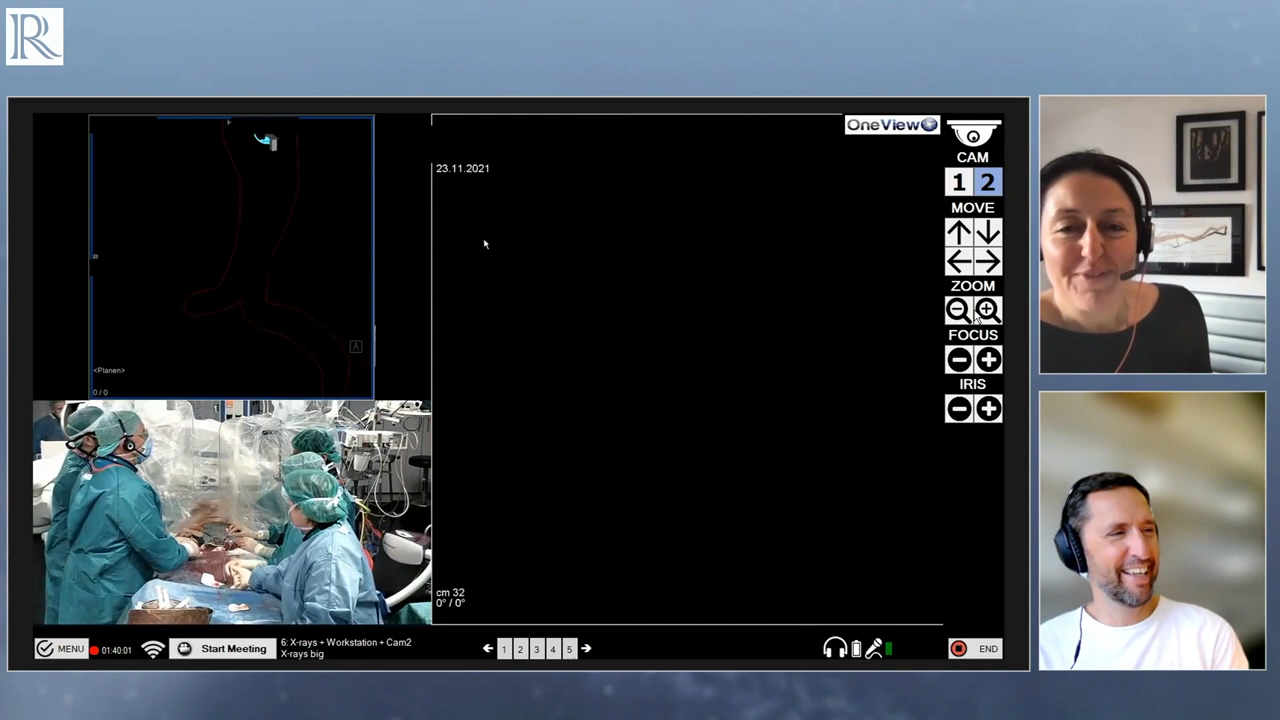 R
OneView
CAM
1 2
MOVE
ZOOM
FOCUS
IRIS
23.11.2021
R
A
<Planen>
0 / 0
cm 32
0° / 0°
MENU
01:40:01
Start Meeting
6: X-rays + Workstation + Cam2
X-rays big
1 2 3 4 5
END